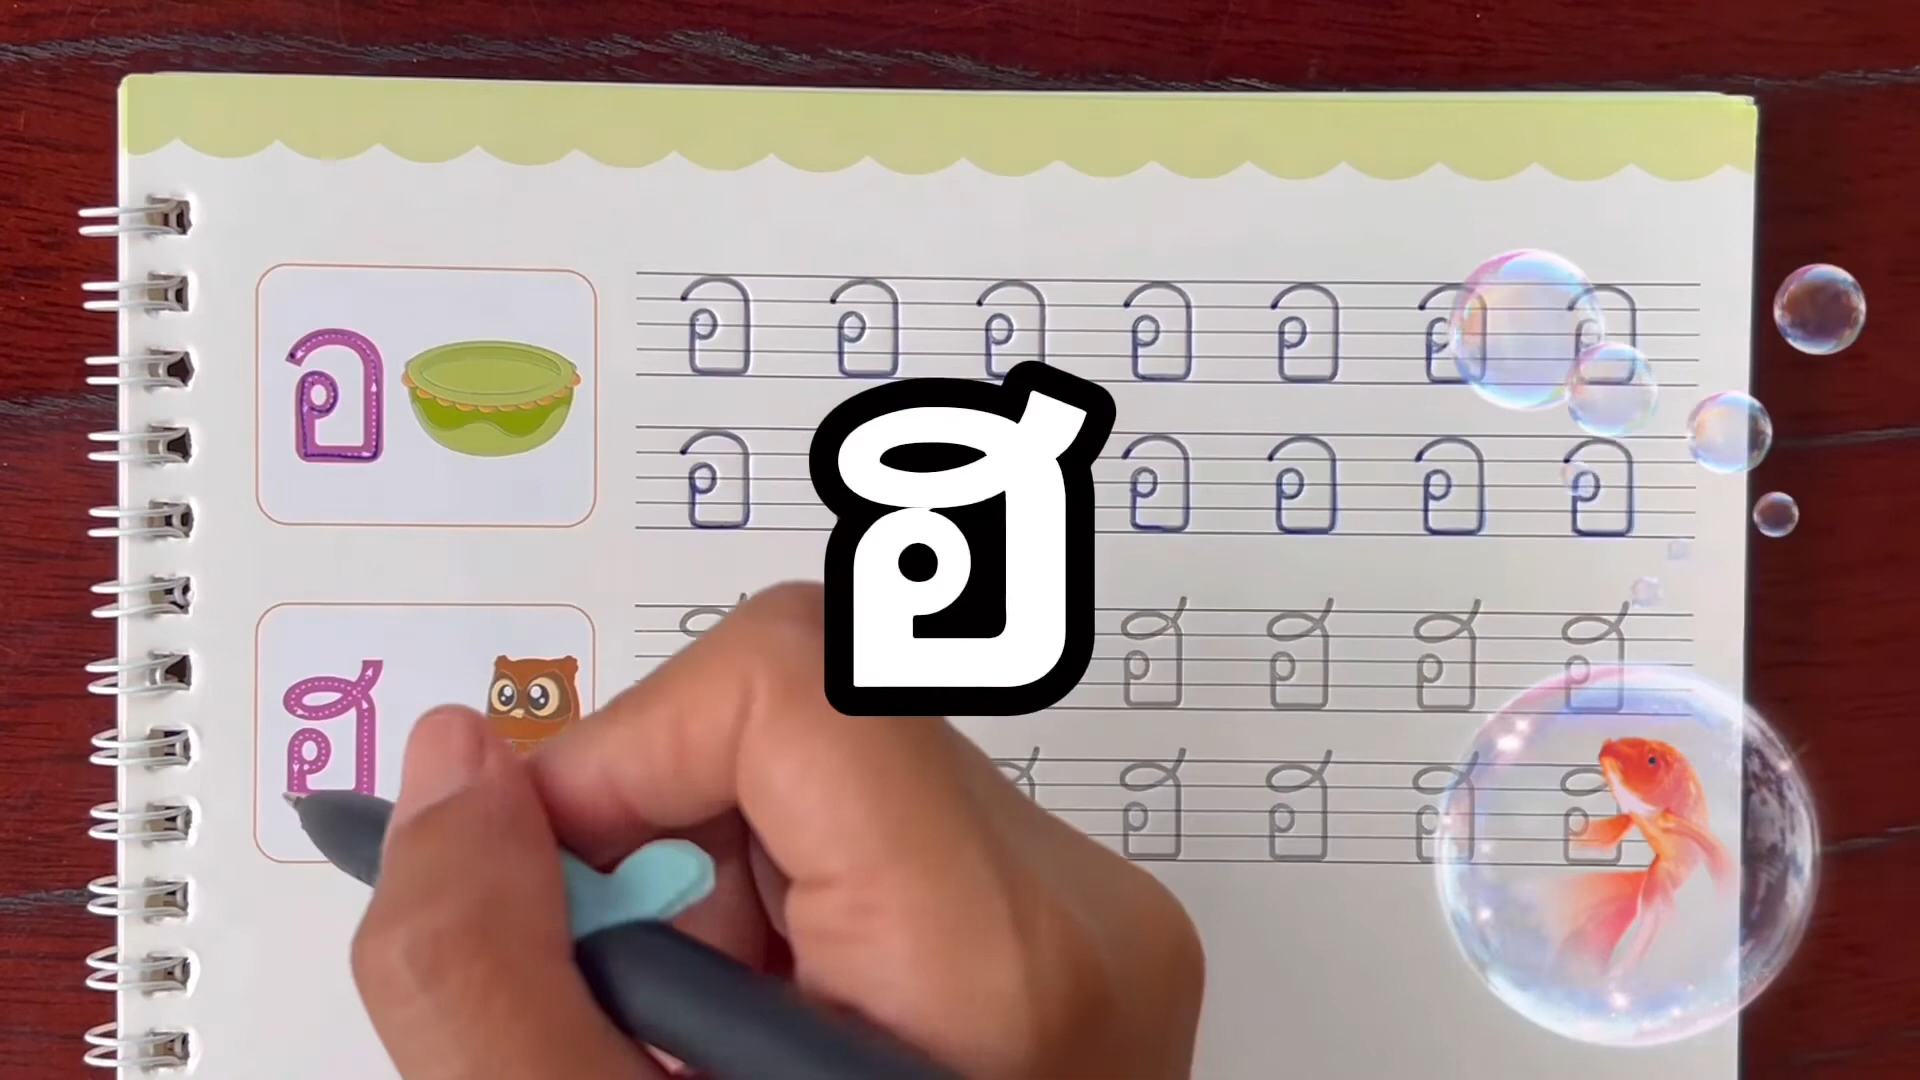 อ
อ อ อ อ อ อ อ
อ อ อ อ อ
ฮ
ฮ
ฮ ฮ ฮ ฮ
ฮ ฮ ฮ ฮ